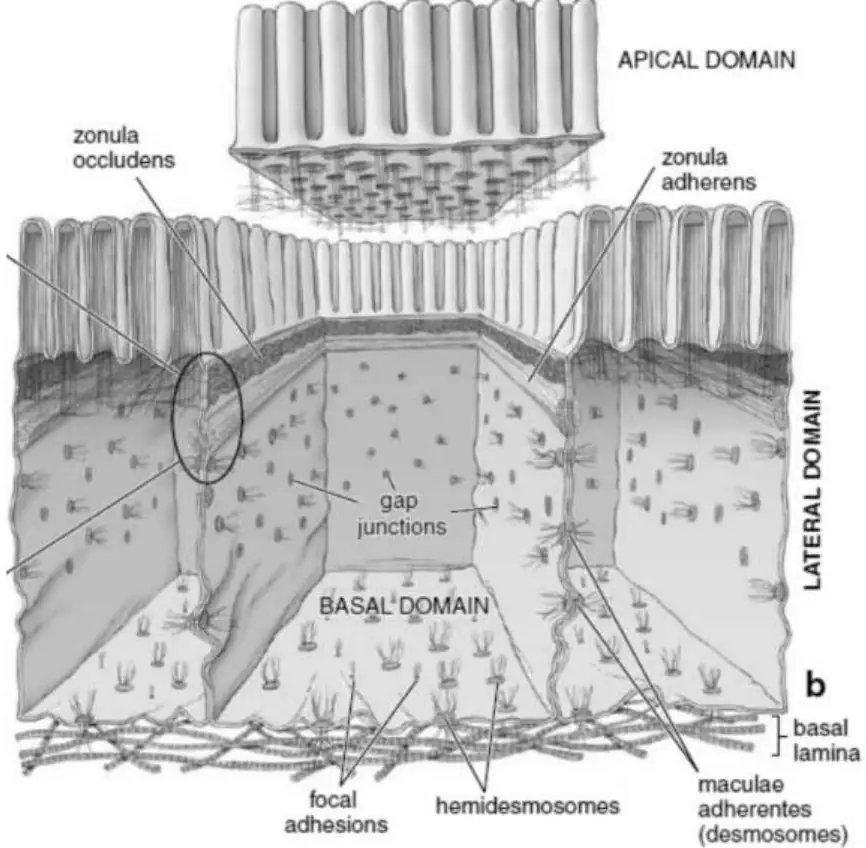 APICAL DOMAIN
zonula
occludens
zonula
adherens
gap
junctions
LATERAL DOMAIN
BASAL DOMAIN
b
basal
lamina
focal
adhesions
hemidesmosomes
maculae
adherentes
(desmosomes)